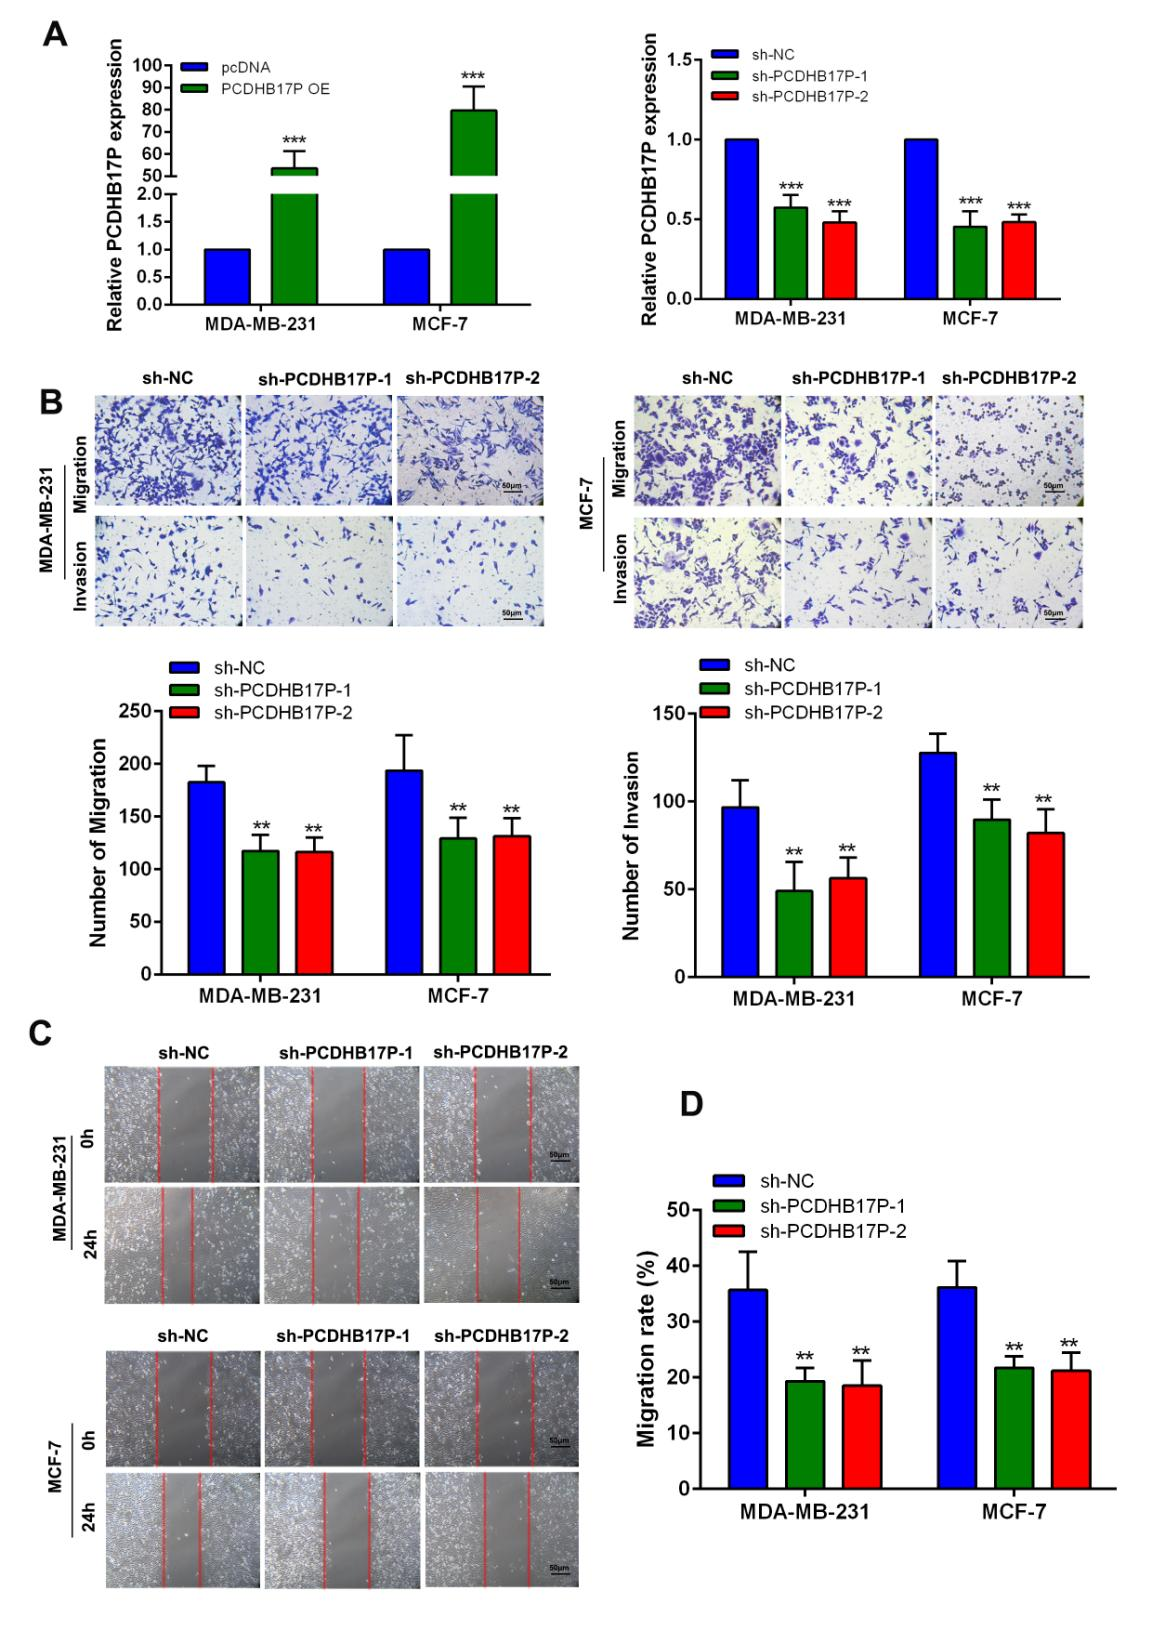 A
Relative PCDHB17P expression
pcDNA
PCDHB17P OE
100
90
80
70
60
50
2.0
1.5
1.0
0.5
0.0
***
***
MDA-MB-231
MCF-7
Relative PCDHB17P expression
sh-NC
sh-PCDHB17P-1
sh-PCDHB17P-2
1.5
1.0
0.5
0.0
***
***
***
***
MDA-MB-231
MCF-7
B
sh-NC
sh-PCDHB17P-1
sh-PCDHB17P-2
MDA-MB-231
Migration
Invasion
50μm
50μm
sh-NC
sh-PCDHB17P-1
sh-PCDHB17P-2
MCF-7
Migration
Invasion
50μm
50μm
sh-NC
sh-PCDHB17P-1
sh-PCDHB17P-2
Number of Migration
250
200
150
100
50
0
**
**
**
**
MDA-MB-231
MCF-7
sh-NC
sh-PCDHB17P-1
sh-PCDHB17P-2
Number of Invasion
150
100
50
0
**
**
**
**
MDA-MB-231
MCF-7
C
sh-NC
sh-PCDHB17P-1
sh-PCDHB17P-2
MDA-MB-231
0h
24h
50μm
50μm
sh-NC
sh-PCDHB17P-1
sh-PCDHB17P-2
MCF-7
0h
24h
50μm
50μm
D
sh-NC
sh-PCDHB17P-1
sh-PCDHB17P-2
Migration rate (%)
50
40
30
20
10
0
**
**
**
**
MDA-MB-231
MCF-7